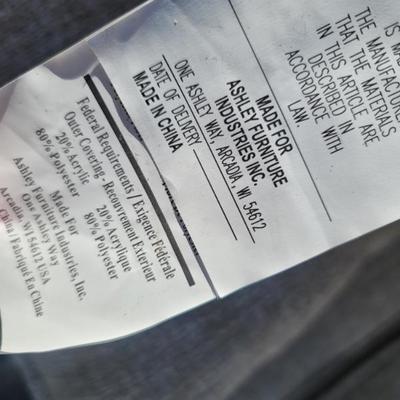 IS MA
THE MANUFACTURE
THAT THE MATERIALS
DESCRIBED IN
IN THIS ARTICLE ARE
ACCORDANCE WITH
LAW.
MADE FOR
ASHLEY FURNITURE
INDUSTRIES INC.
ONE ASHLEY WAY, ARCADIA, WI 54612
DATE OF DELIVERY
MADE IN CHINA
Federal Requirements / Exigence Fédérale
Outer Covering - Recouvrement Exterieur
20% Acrylic 20% Acrylique
80% Polyester 80% Polyester
Made For
Ashley Furniture Industries, Inc.
One Ashley Way
Arcadia, WI 54612 USA
China / Fabriqué En Chine